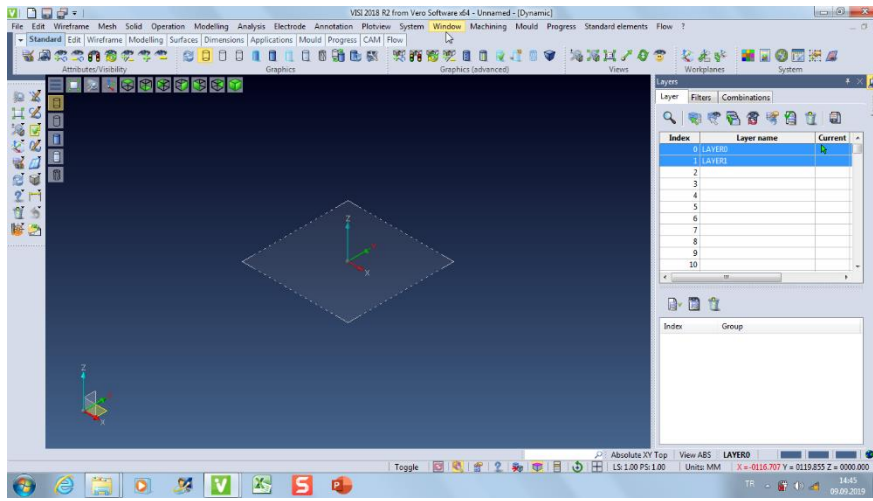 VISI 2018 R2 from Vero Software x64 - Unnamed - [Dynamic]
File Edit Wireframe Mesh Solid Operation Modelling Analysis Electrode Annotation Plotview System Window Machining Mould Progress Standard elements Flow ?
Standard Edit Wireframe Modelling Surfaces Dimensions Applications Mould Progress CAM Flow
Attributes/Visibility Graphics Graphics (advanced) Views Workplanes System
Layers
Layer Filters Combinations
Index Layer name Current
0 LAYER0
1 LAYER1
2
3
4
5
6
7
8
9
10
Index Group
Z
X
Z
X
Absolute XY Top View ABS LAYER0
Toggle LS: 1.00 PS: 1.00 Units: MM X =-0116.707 Y = 0119.855 Z = 0000.000
TR 14:45
09.09.2019